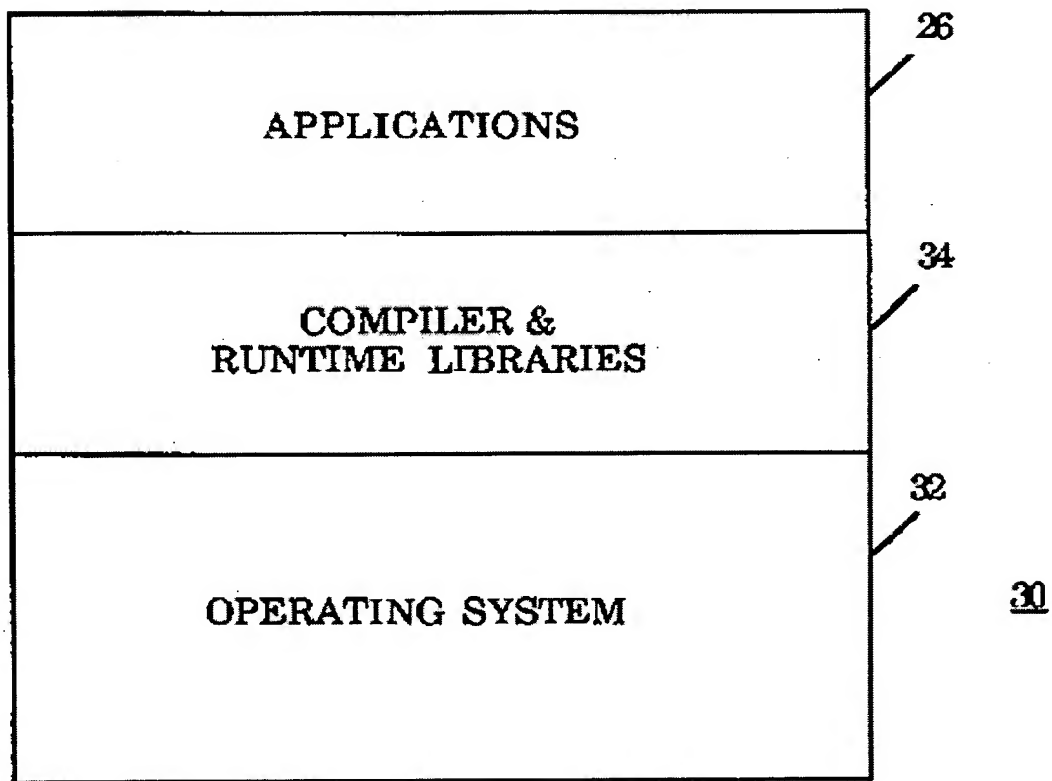 26
APPLICATIONS
34
COMPILER &
RUNTIME LIBRARIES
32
OPERATING SYSTEM
30